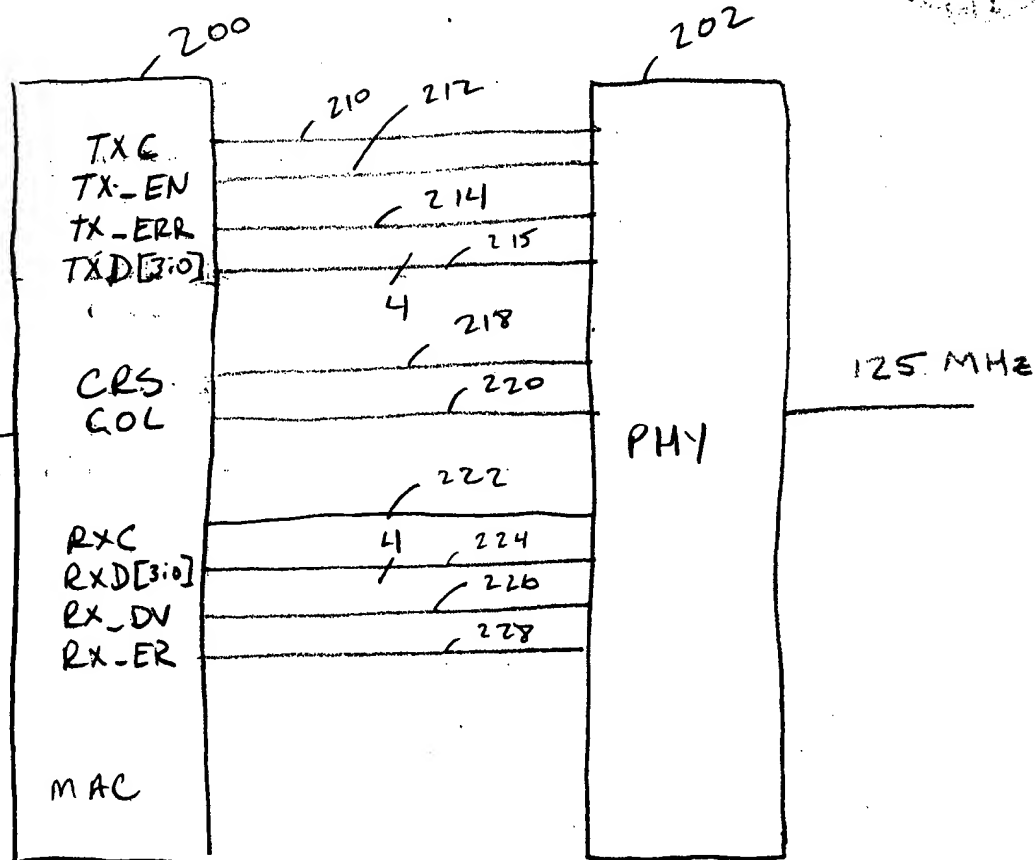 200
202
TXC
210
212
TX_EN
TX_ERR
214
TXD[3:0]
215
4
CRS
218
COL
220
125 MHz
PHY
RXC
222
RXD[3:0]
4
224
RX_DV
226
RX_ER
228
MAC